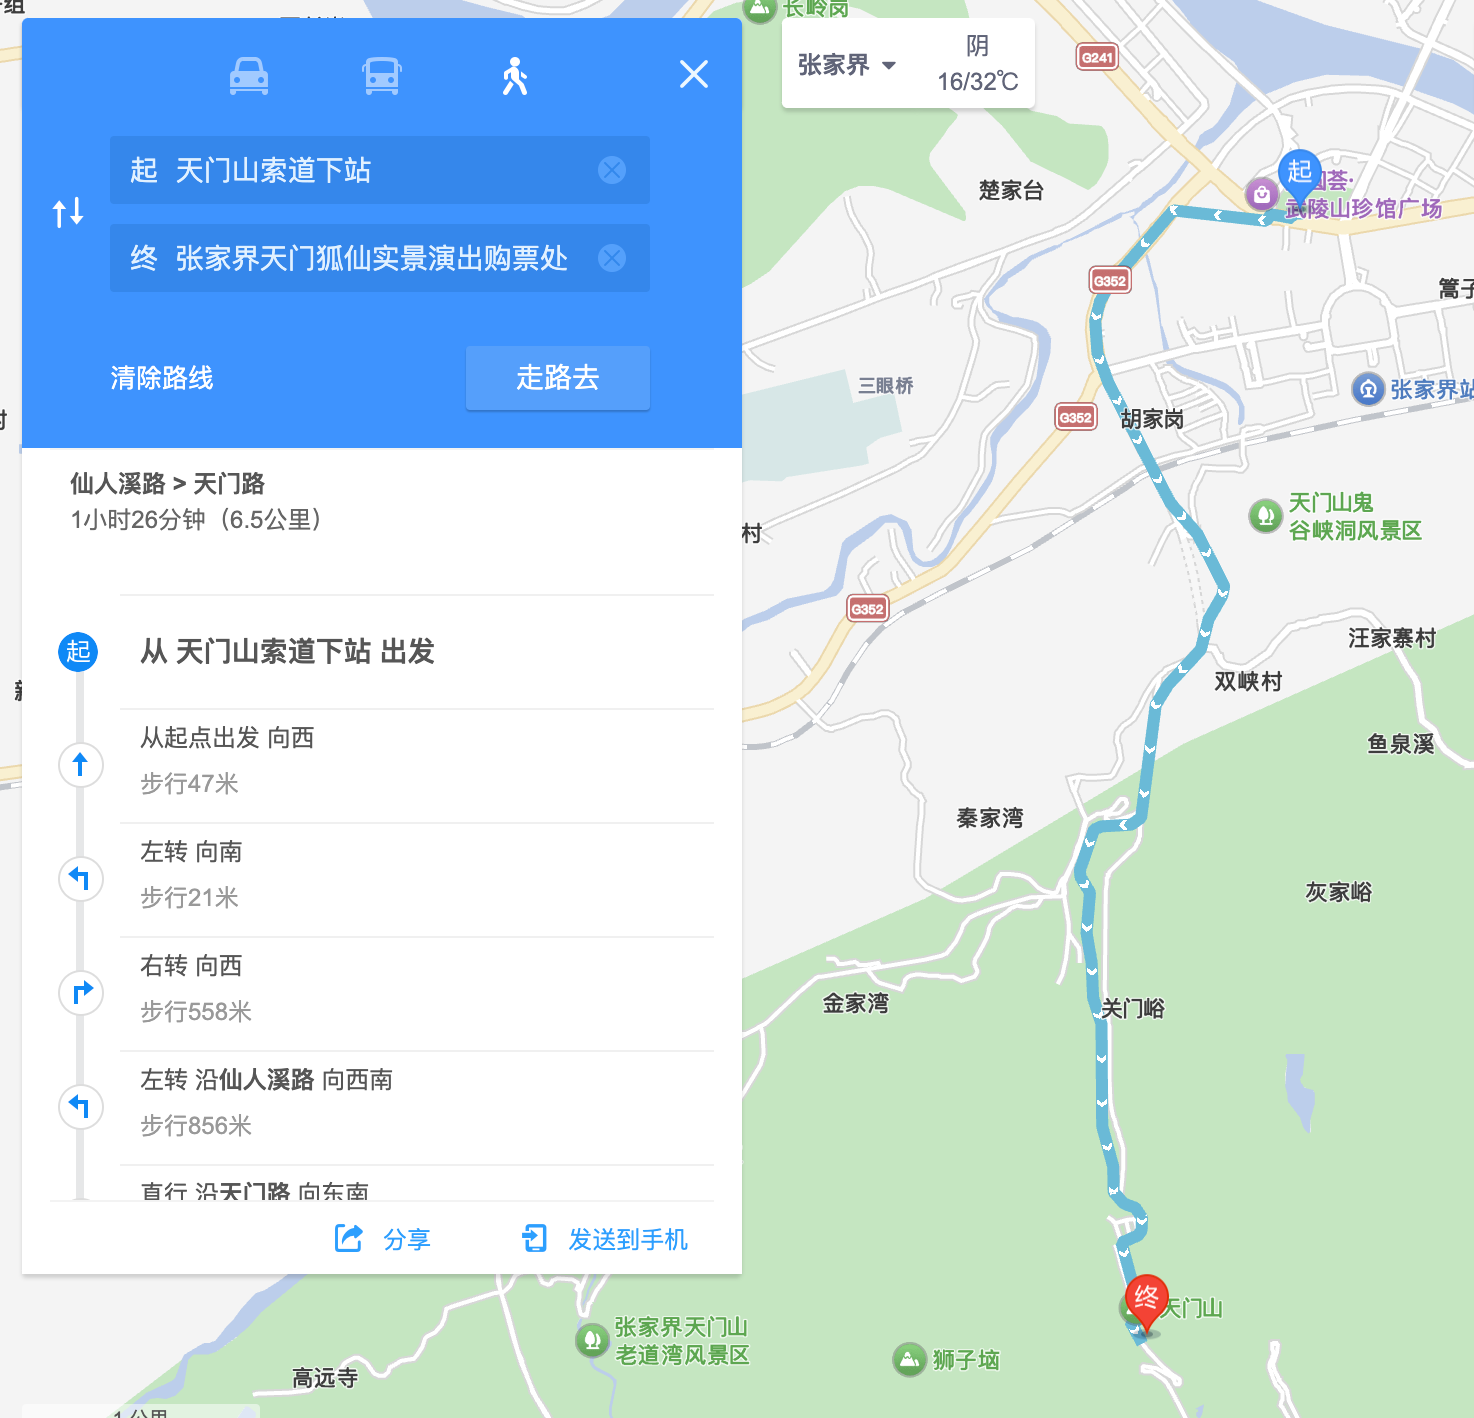 组
长岭岗
G241
张家界
阴
16/32℃
起 天门山索道下站
终 张家界天门狐仙实景演出购票处
清除路线
走路去
仙人溪路 > 天门路
1小时26分钟（6.5公里）
起
从 天门山索道下站 出发
从起点出发 向西
步行47米
左转 向南
步行21米
右转 向西
步行558米
左转 沿仙人溪路 向西南
步行856米
直行 沿天门路 向东南
分享
发送到手机
起
武陵山珍馆广场
楚家台
G352
三眼桥
G352
胡家岗
张家界站
天门山鬼
谷峡洞风景区
村
G352
汪家寨村
双峡村
鱼泉溪
秦家湾
灰家峪
金家湾
关门峪
终
天门山
张家界天门山
老道湾风景区
狮子垴
高远寺
1 公里